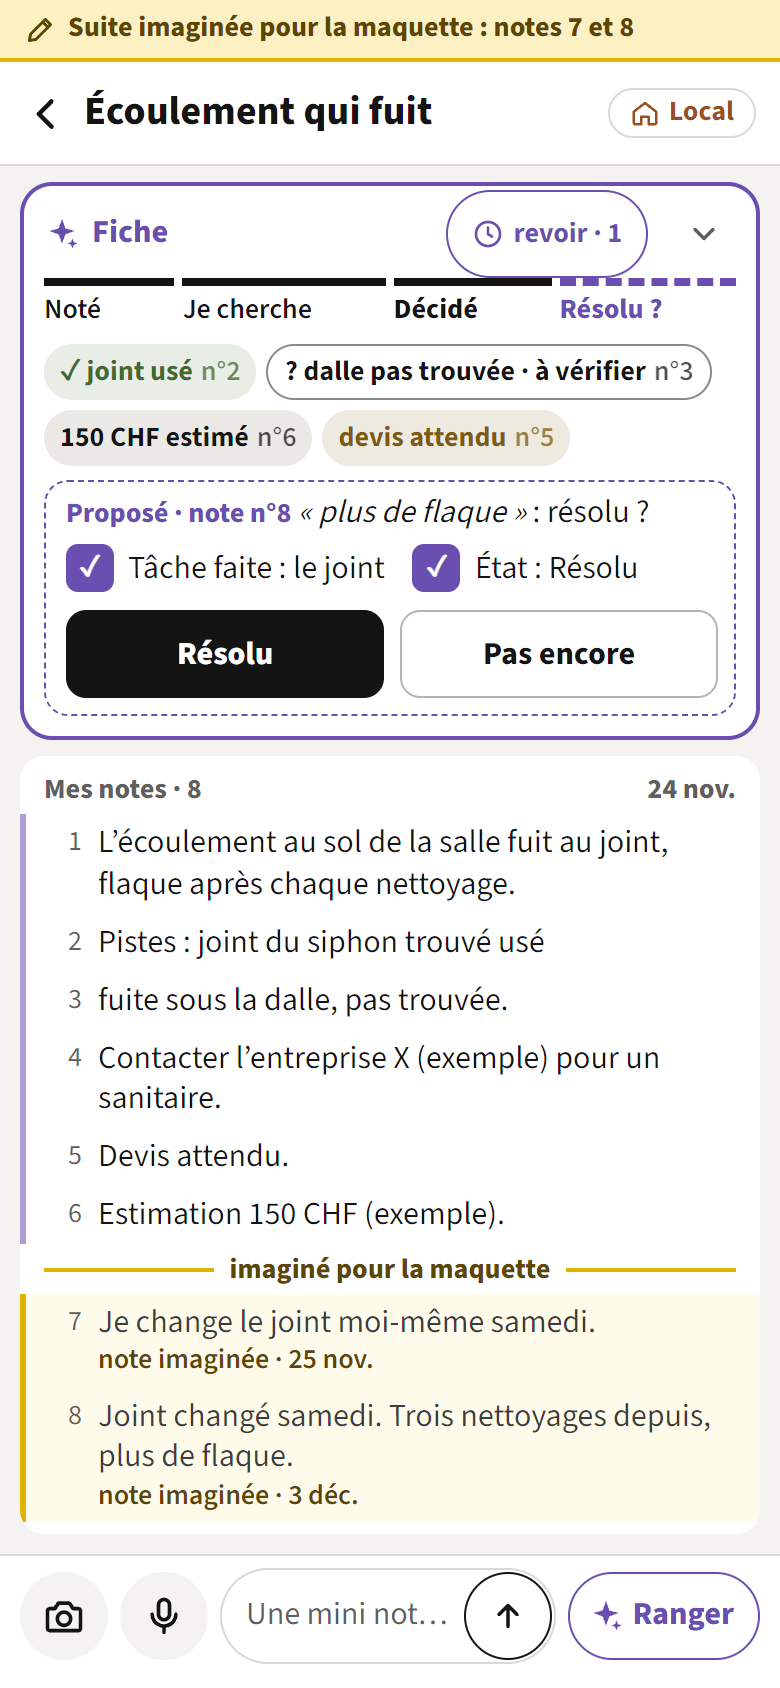 Suite imaginée pour la maquette : notes 7 et 8
Écoulement qui fuit
Local
Fiche
revoir · 1
Noté
Je cherche
Décidé
Résolu ?
✓ joint usé n°2
? dalle pas trouvée · à vérifier n°3
150 CHF estimé n°6
devis attendu n°5
Proposé · note n°8 « plus de flaque » : résolu ?
✓ Tâche faite : le joint
✓ État : Résolu
Résolu
Pas encore
Mes notes · 8
24 nov.
1 L’écoulement au sol de la salle fuit au joint,
flaque après chaque nettoyage.
2 Pistes : joint du siphon trouvé usé
3 fuite sous la dalle, pas trouvée.
4 Contacter l’entreprise X (exemple) pour un
sanitaire.
5 Devis attendu.
6 Estimation 150 CHF (exemple).
imaginé pour la maquette
7 Je change le joint moi-même samedi.
note imaginée · 25 nov.
8 Joint changé samedi. Trois nettoyages depuis,
plus de flaque.
note imaginée · 3 déc.
Une mini not…
Ranger